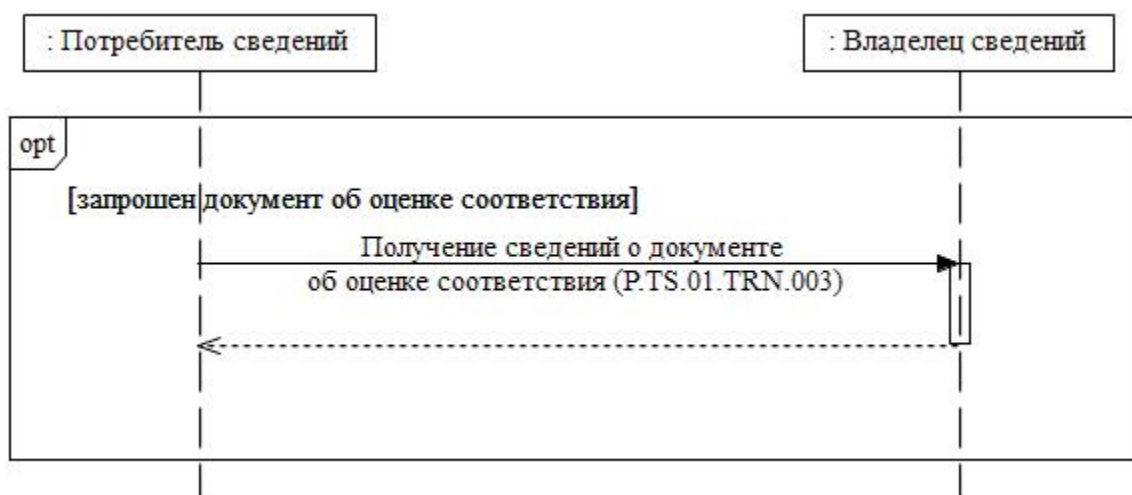 : Потребитель сведений
: Владелец сведений
opt
[запрошен документ об оценке соответствия]
Получение сведений о документе
об оценке соответствия (P.TS.01.TRN.003)